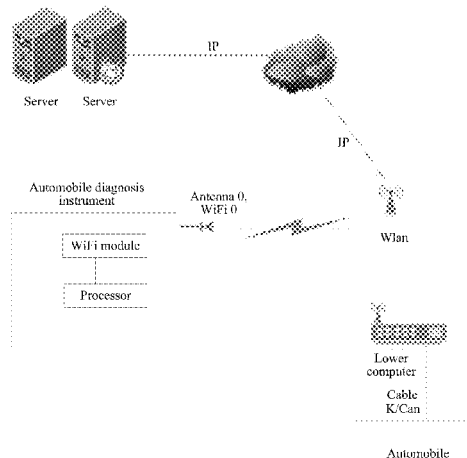 IP
Server
Server
IP
Automobile diagnosis
instrument
Antenna 0,
WiFi 0
Wlan
WiFi module
Processor
Lower
computer
Cable
K/Can
Automobile